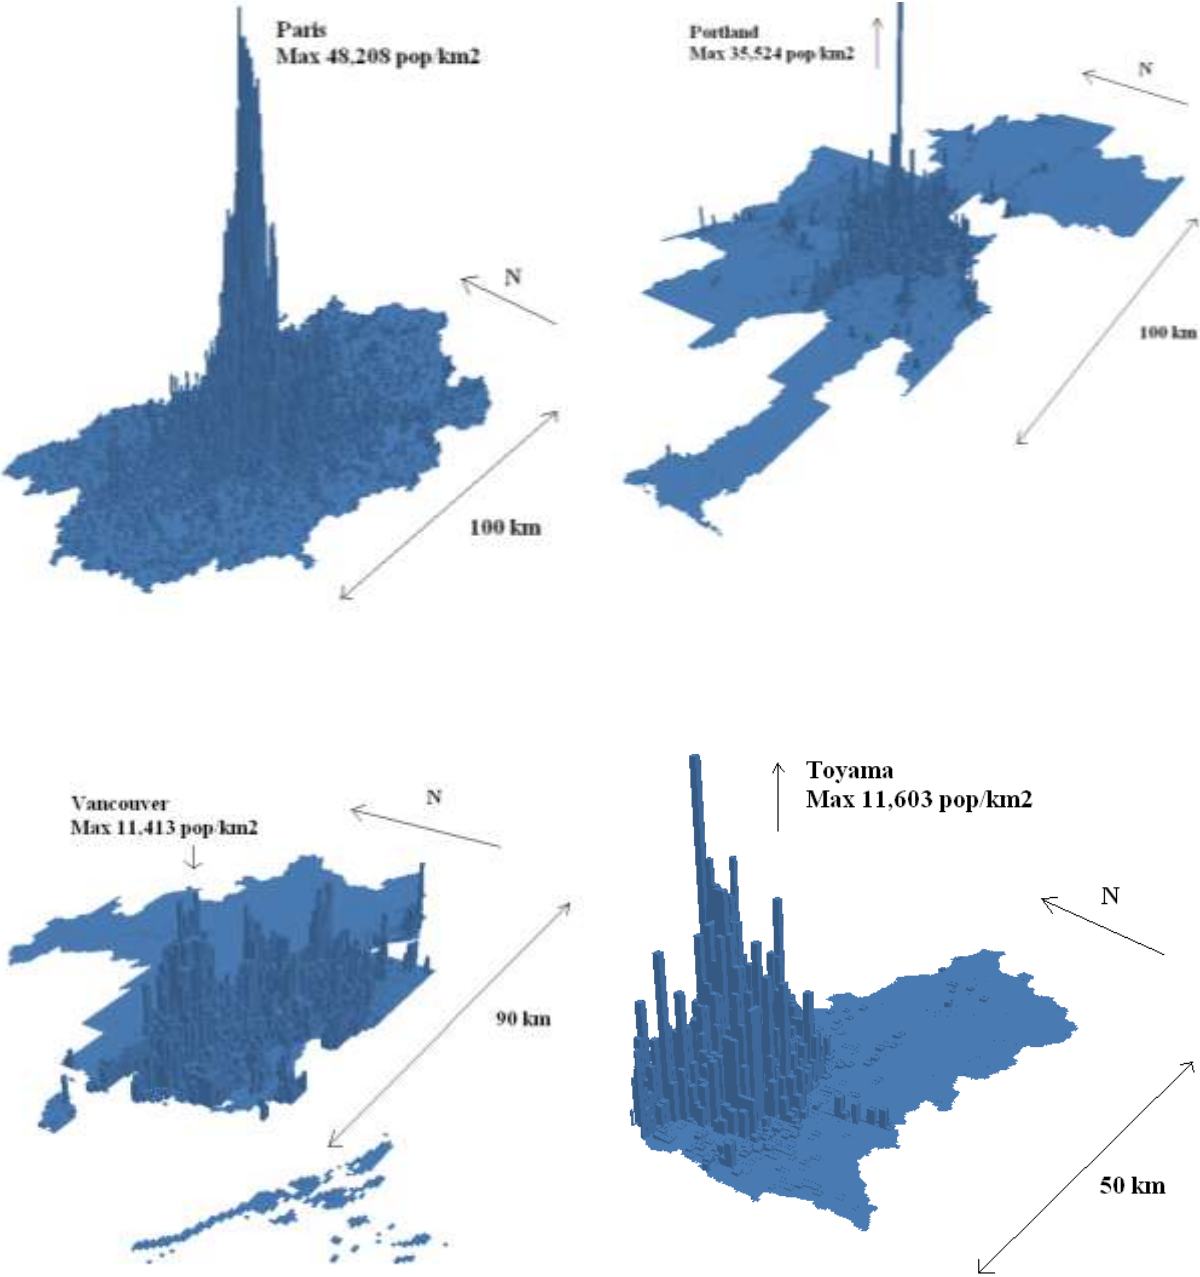 Paris
Max 48,208 pop/km2
N
100 km
Portland
Max 35,524 pop/km2
N
100 km
Vancouver
Max 11,413 pop/km2
N
90 km
Toyama
Max 11,603 pop/km2
N
50 km